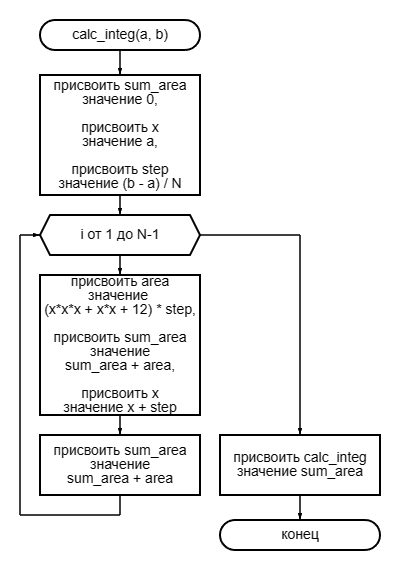 calc_integ(a, b)
присвоить sum_area
значение 0,
присвоить x
значение a,
присвоить step
значение (b - a) / N
i от 1 до N-1
присвоить area
значение
(x*x*x + x*x + 12) * step,
присвоить sum_area
значение
sum_area + area,
присвоить x
значение x + step
присвоить sum_area
значение
sum_area + area
присвоить calc_integ
значение sum_area
конец